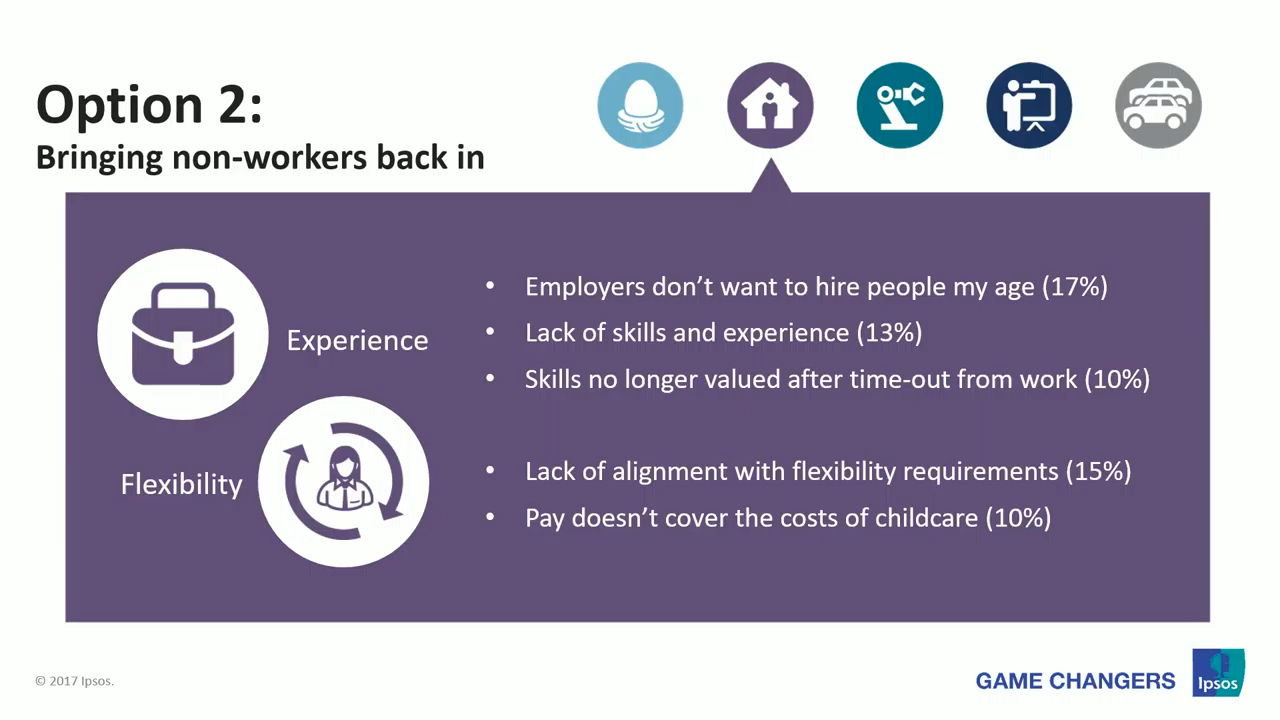 Option 2:
Bringing non-workers back in
Experience
• Employers don’t want to hire people my age (17%)
• Lack of skills and experience (13%)
• Skills no longer valued after time-out from work (10%)
Flexibility
• Lack of alignment with flexibility requirements (15%)
• Pay doesn’t cover the costs of childcare (10%)
© 2017 Ipsos.
GAME CHANGERS
Ipsos